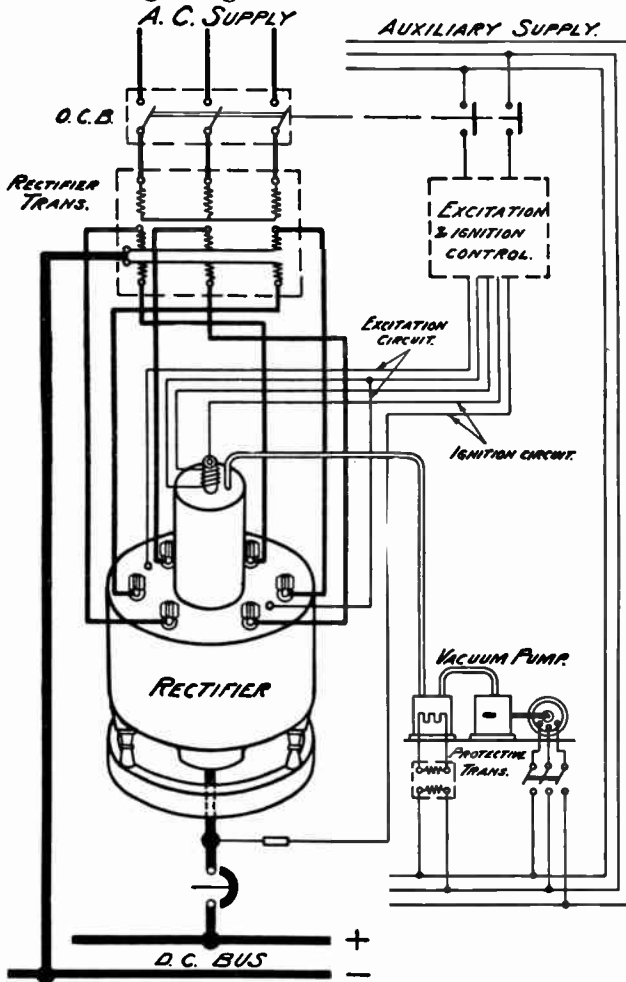 A.C. SUPPLY
AUXILIARY SUPPLY.
O.C.B.
RECTIFIER
TRANS.
EXCITATION
& IGNITION
CONTROL.
EXCITATION
CIRCUIT.
IGNITION CIRCUIT.
VACUUM PUMP.
RECTIFIER
PROTECTIVE
TRANS.
+
D.C. BUS
−